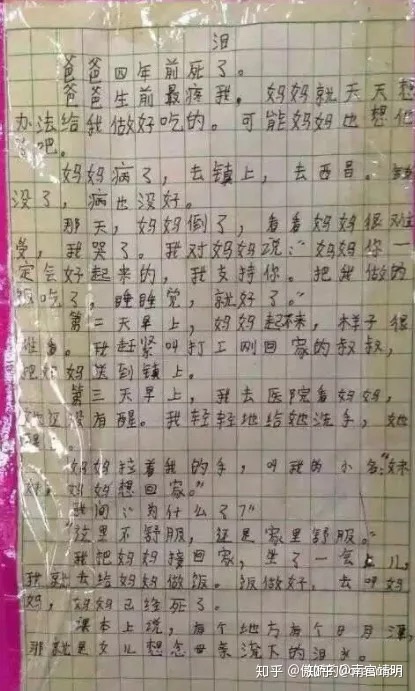 泪
爸爸四年前死了。
爸爸生前最疼我。妈妈就天天想
办法给我做好吃的。可能妈妈也想他
了吧。
妈妈病了，去镇上，去西昌。钱
没了，病也没好。
那天，妈妈倒了，看看妈妈很难
受，我哭了。我对妈妈说：“妈妈你一
定会好起来的，我支持你。把我做的
饭吃了，睡睡觉，就好了。”
第二天早上，妈妈起不来，样子很
难看。我赶紧叫打工刚回家的叔叔，
把妈妈送到镇上。
第三天早上，我去医院看妈妈，
她还没有醒。我轻轻地给她洗手，她
醒了。
妈妈拉着我的手，叫我的小名：“妹
妹，妈妈想回家。”
我问：“为什么了？”
“这里不舒服，还是家里舒服。”
我把妈妈接回家，坐了一会儿，
我就去给妈妈做饭。饭做好，去叫妈
妈，妈妈已经死了。
课本上说，有个地方有个日月潭，
那就是女儿想念母亲流下的泪水。
知乎 @南宫靖明